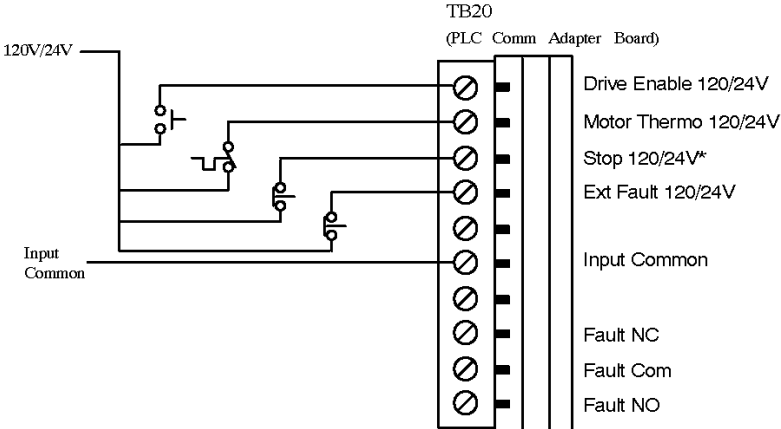 TB20
(PLC Comm Adapter Board)
120V/24V
Drive Enable 120/24V
Motor Thermo 120/24V
Stop 120/24V*
Ext Fault 120/24V
Input
Common
Input Common
Fault NC
Fault Com
Fault NO